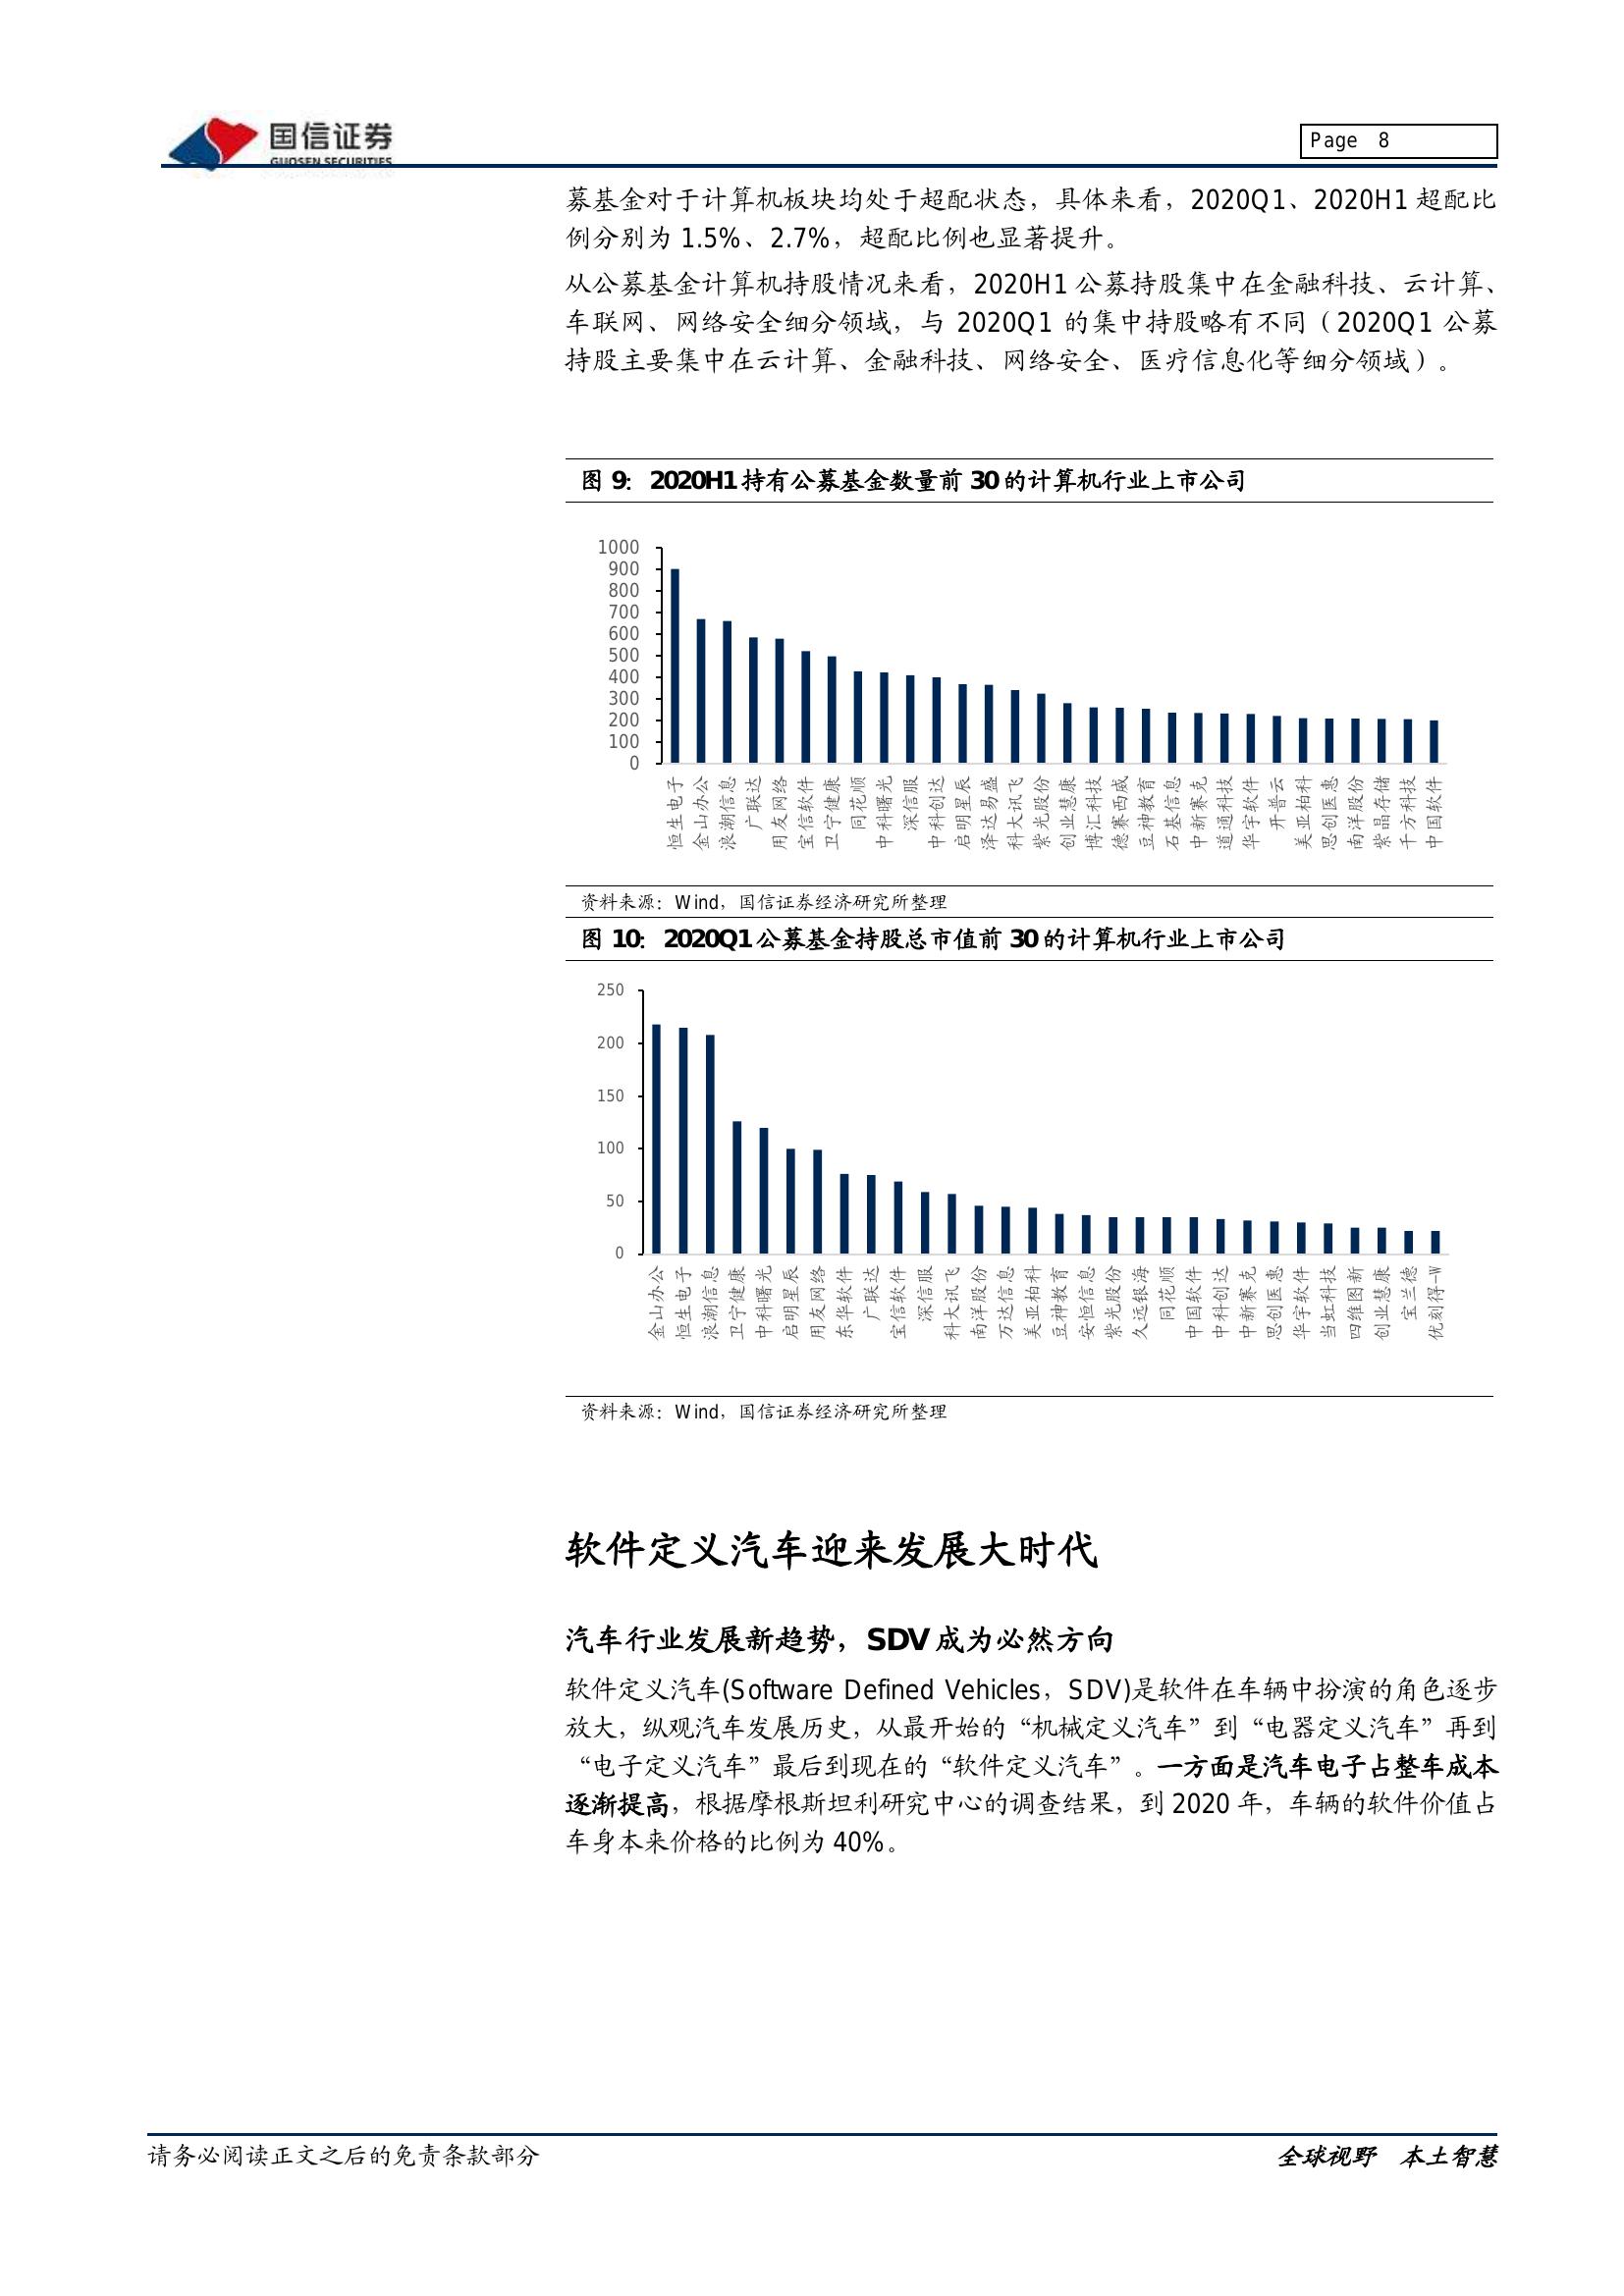 国信证券
GUOSEN SECURITIES
Page 8
募基金对于计算机板块均处于超配状态，具体来看，2020Q1、2020H1 超配比
例分别为 1.5%、2.7%，超配比例也显著提升。
从公募基金计算机持股情况来看，2020H1 公募持股集中在金融科技、云计算、
车联网、网络安全细分领域，与 2020Q1 的集中持股略有不同（2020Q1 公募
持股主要集中在云计算、金融科技、网络安全、医疗信息化等细分领域）。
图 9：2020H1 持有公募基金数量前 30 的计算机行业上市公司
1000
900
800
700
600
500
400
300
200
100
0
恒生电子
金山办公
浪潮信息
广联达
用友网络
宝信软件
卫宁健康
同花顺
中科曙光
深信服
中科创达
启明星辰
泽达易盛
科大讯飞
紫光股份
创业慧康
博汇科技
德赛西威
豆神教育
石基信息
中新赛克
道通科技
华宇软件
开普云
美亚柏科
思创医惠
南洋股份
紫晶存储
千方科技
中国软件
资料来源：Wind，国信证券经济研究所整理
图 10：2020Q1 公募基金持股总市值前 30 的计算机行业上市公司
250
200
150
100
50
0
金山办公
恒生电子
浪潮信息
卫宁健康
中科曙光
启明星辰
用友网络
东华软件
广联达
宝信软件
深信服
科大讯飞
南洋股份
万达信息
美亚柏科
豆神教育
安恒信息
紫光股份
久远银海
同花顺
中国软件
中科创达
中新赛克
思创医惠
华宇软件
当虹科技
四维图新
创业慧康
宝兰德
优刻得-W
资料来源：Wind，国信证券经济研究所整理
软件定义汽车迎来发展大时代
汽车行业发展新趋势，SDV 成为必然方向
软件定义汽车(Software Defined Vehicles，SDV)是软件在车辆中扮演的角色逐步
放大，纵观汽车发展历史，从最开始的“机械定义汽车”到“电器定义汽车”再到
“电子定义汽车”最后到现在的“软件定义汽车”。一方面是汽车电子占整车成本
逐渐提高，根据摩根斯坦利研究中心的调查结果，到 2020 年，车辆的软件价值占
车身本来价格的比例为 40%。
请务必阅读正文之后的免责条款部分
全球视野 本土智慧